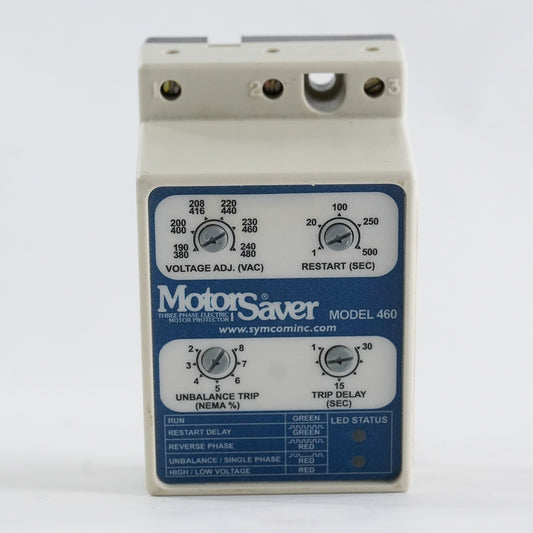 1 2 3
208 220
416 440
200 230
400 460
190 240
380 480
VOLTAGE ADJ. (VAC)
100
20 250
1 500
RESTART (SEC)
MotorSaver®
THREE-PHASE ELECTRIC
MOTOR PROTECTOR
MODEL 460
www.symcominc.com
2 8
3 7
4 6
5
UNBALANCE TRIP
(NEMA %)
1 30
15
TRIP DELAY
(SEC)
RUN GREEN LED STATUS
RESTART DELAY GREEN
REVERSE PHASE RED
UNBALANCE / SINGLE PHASE RED
HIGH / LOW VOLTAGE RED